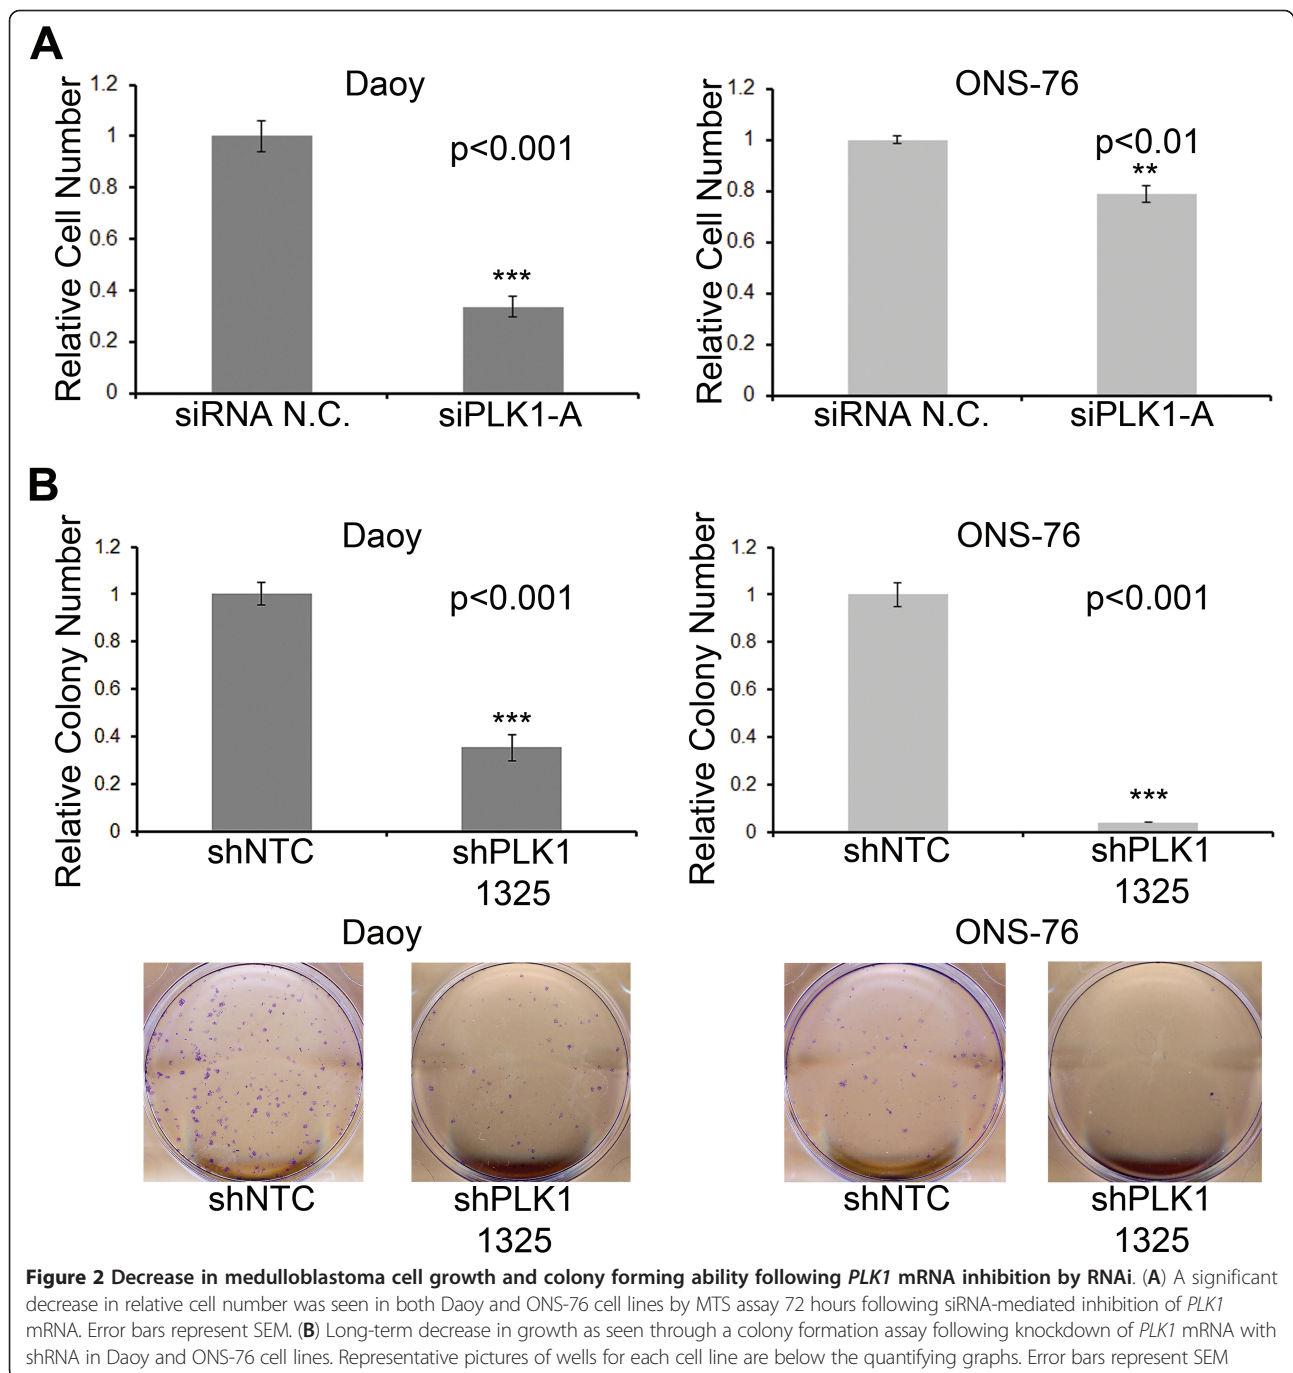 A
Daoy
ONS-76
Relative Cell Number
1.2
1
0.8
0.6
0.4
0.2
0
p<0.001
***
siRNA N.C.
siPLK1-A
Relative Cell Number
1.2
1
0.8
0.6
0.4
0.2
0
p<0.01
**
siRNA N.C.
siPLK1-A
B
Daoy
ONS-76
Relative Colony Number
1.2
1
0.8
0.6
0.4
0.2
0
p<0.001
***
shNTC
shPLK1
1325
Relative Colony Number
1.2
1
0.8
0.6
0.4
0.2
0
p<0.001
***
shNTC
shPLK1
1325
Daoy
ONS-76
shNTC
shPLK1
1325
shNTC
shPLK1
1325
Figure 2 Decrease in medulloblastoma cell growth and colony forming ability following PLK1 mRNA inhibition by RNAi. (A) A significant
decrease in relative cell number was seen in both Daoy and ONS-76 cell lines by MTS assay 72 hours following siRNA-mediated inhibition of PLK1
mRNA. Error bars represent SEM. (B) Long-term decrease in growth as seen through a colony formation assay following knockdown of PLK1 mRNA with
shRNA in Daoy and ONS-76 cell lines. Representative pictures of wells for each cell line are below the quantifying graphs. Error bars represent SEM